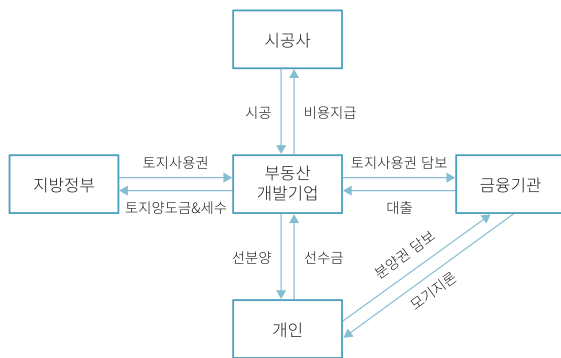 시공사
시공
비용지급
토지사용권
토지사용권 담보
지방정부
부동산
개발기업
금융기관
토지양도금&세수
대출
선분양
선수금
분양권 담보
모기지론
개인